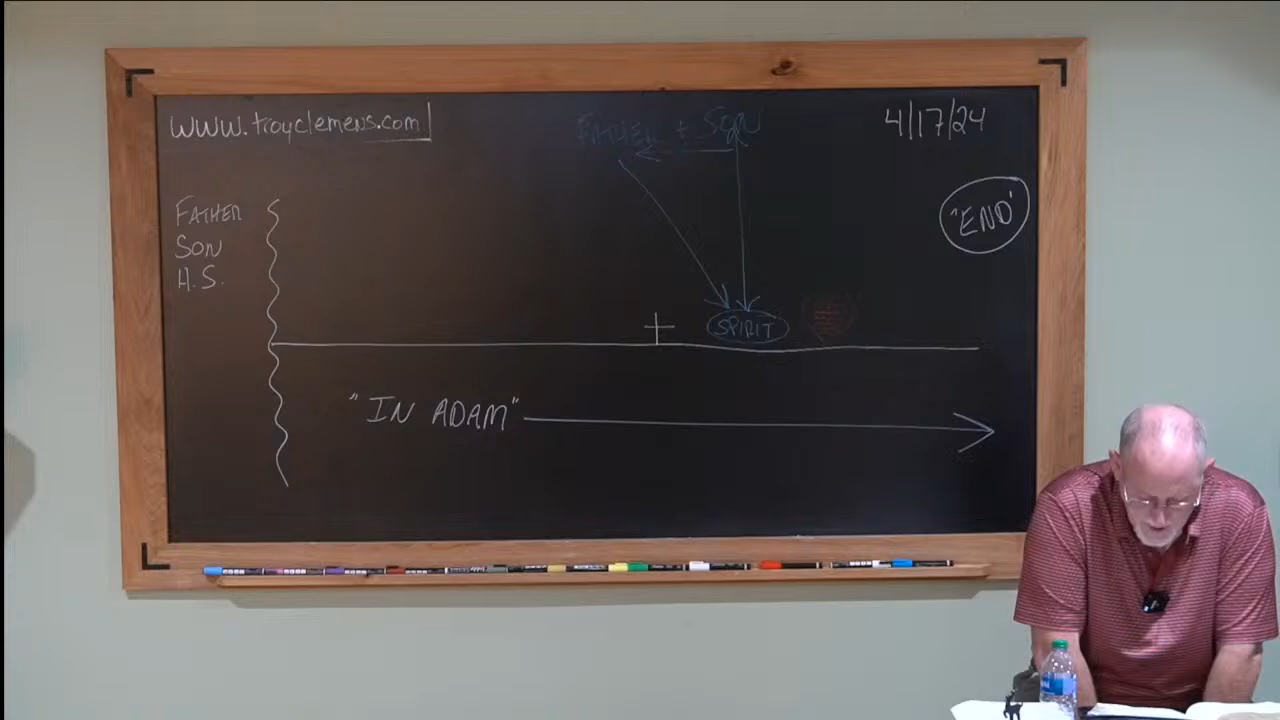 www.troyclemens.com
FATHER + SON
4/17/24
FATHER
SON
H.S.
"END"
SPIRIT
"IN ADAM"